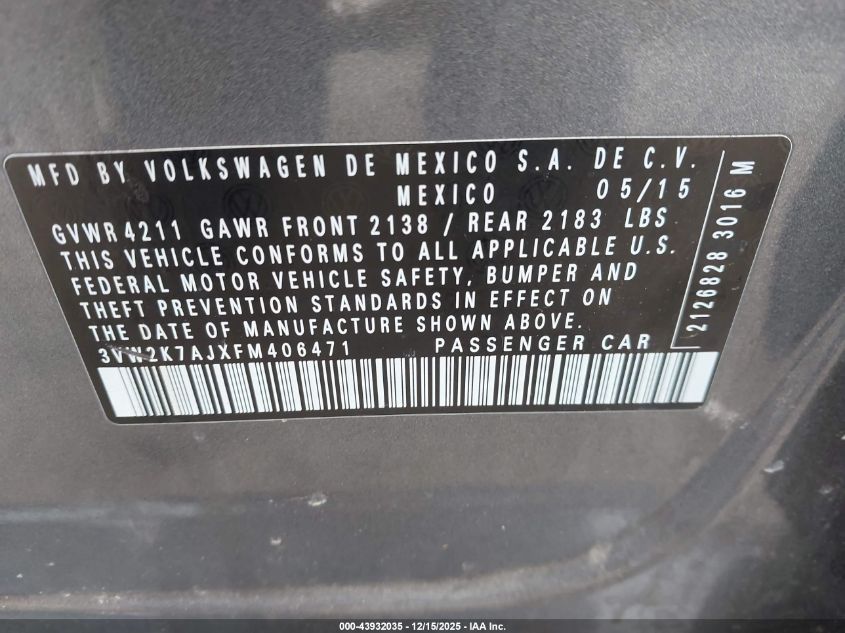 MFD BY VOLKSWAGEN DE MEXICO S.A. DE C.V.
MEXICO 05/15
GVWR 4211 GAWR FRONT 2138 / REAR 2183 LBS
THIS VEHICLE CONFORMS TO ALL APPLICABLE U.S.
FEDERAL MOTOR VEHICLE SAFETY, BUMPER AND
THEFT PREVENTION STANDARDS IN EFFECT ON
THE DATE OF MANUFACTURE SHOWN ABOVE.
3VW2K7AJXFM406471 PASSENGER CAR
2126828 3016 M
000-43932035 - 12/15/2025 - IAA Inc.